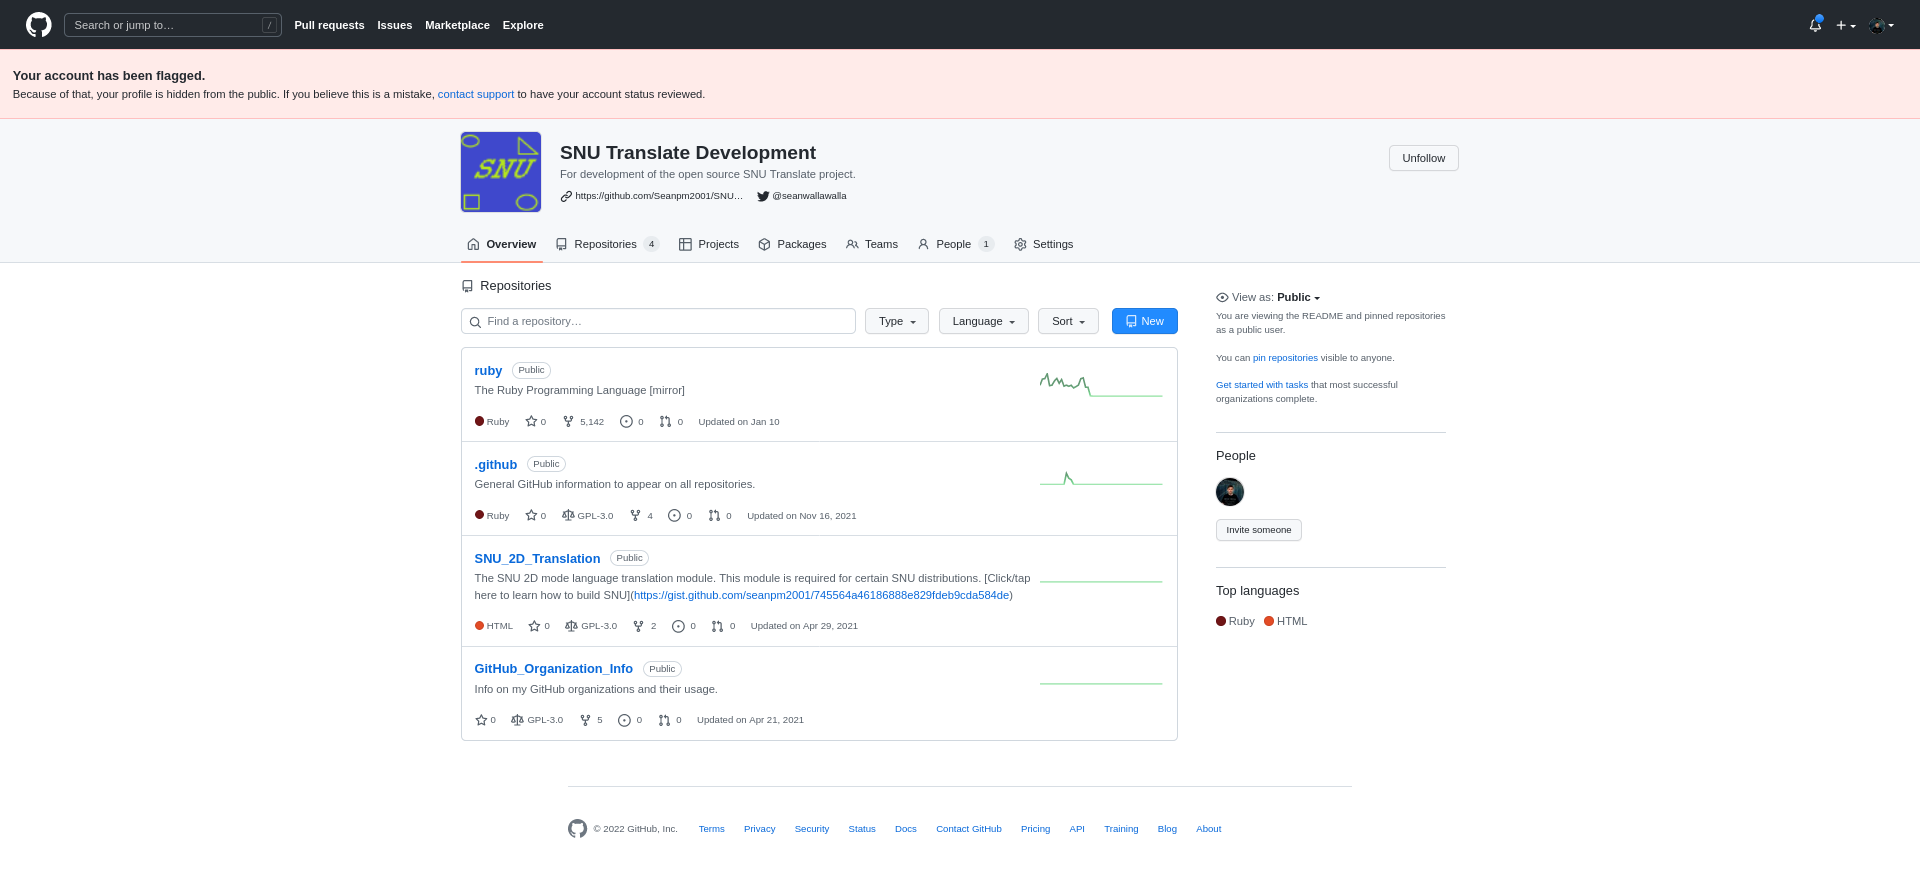 Search or jump to… /
Pull requests Issues Marketplace Explore
Your account has been flagged.
Because of that, your profile is hidden from the public. If you believe this is a mistake, contact support to have your account status reviewed.
SNU
SNU Translate Development
For development of the open source SNU Translate project.
https://github.com/Seanpm2001/SNU… @seanwallawalla
Unfollow
Overview Repositories 4 Projects Packages Teams People 1 Settings
Repositories
Find a repository… Type Language Sort New
ruby Public
The Ruby Programming Language [mirror]
Ruby 0 5,142 0 0 Updated on Jan 10
.github Public
General GitHub information to appear on all repositories.
Ruby 0 GPL-3.0 4 0 0 Updated on Nov 16, 2021
SNU_2D_Translation Public
The SNU 2D mode language translation module. This module is required for certain SNU distributions. [Click/tap
here to learn how to build SNU](https://gist.github.com/seanpm2001/745564a46186888e829fdeb9cda584de)
HTML 0 GPL-3.0 2 0 0 Updated on Apr 29, 2021
GitHub_Organization_Info Public
Info on my GitHub organizations and their usage.
0 GPL-3.0 5 0 0 Updated on Apr 21, 2021
View as: Public
You are viewing the README and pinned repositories
as a public user.
You can pin repositories visible to anyone.
Get started with tasks that most successful
organizations complete.
People
Invite someone
Top languages
Ruby HTML
© 2022 GitHub, Inc. Terms Privacy Security Status Docs Contact GitHub Pricing API Training Blog About